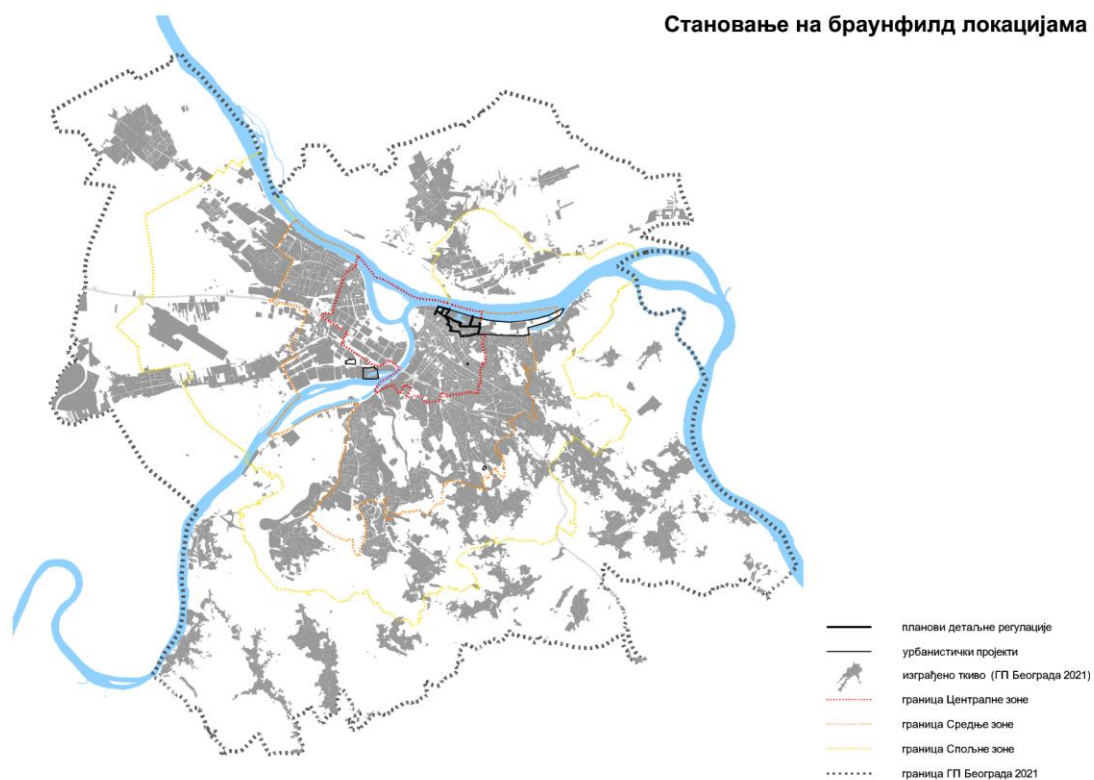 Становање на браунфилд локацијама
планови детаљне регулације
урбанистички пројекти
изграђено ткиво (ГП Београда 2021)
граница Централне зоне
граница Средње зоне
граница Спољне зоне
граница ГП Београда 2021